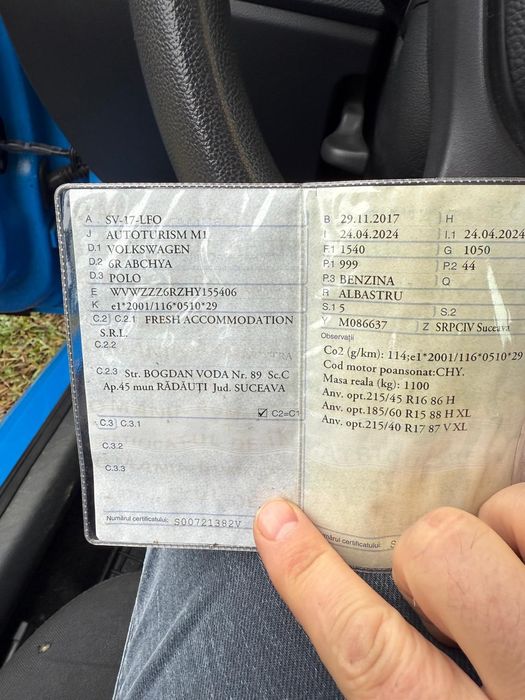 A SV-17-LFO
J AUTOTURISM M1
D.1 VOLKSWAGEN
D.2 6R ABCHYA
D.3 POLO
E WVWZZZ6RZHY155406
K e1*2001/116*0510*29
C.2 C.2.1 FRESH ACCOMMODATION
S.R.L.
C.2.2
C.2.3 Str. BOGDAN VODA Nr. 89 Sc.C
Ap.45 mun RĂDĂUȚI Jud. SUCEAVA
C2=C1
C.3 C.3.1
C.3.2
C.3.3
Numărul certificatului: S00721382V
B 29.11.2017 H
I 24.04.2024 I.1 24.04.2024
F.1 1540 G 1050
P.1 999 P.2 44
P.3 BENZINA Q
R ALBASTRU
S.1 5 S.2
Y M086637 Z SRPCIV Suceava
Observații
Co2 (g/km): 114;e1*2001/116*0510*29
Cod motor poansonat:CHY.
Masa reala (kg): 1100
Anv. opt.215/45 R16 86 H
Anv. opt.185/60 R15 88 H XL
Anv. opt.215/40 R17 87 V XL
certificatului: S